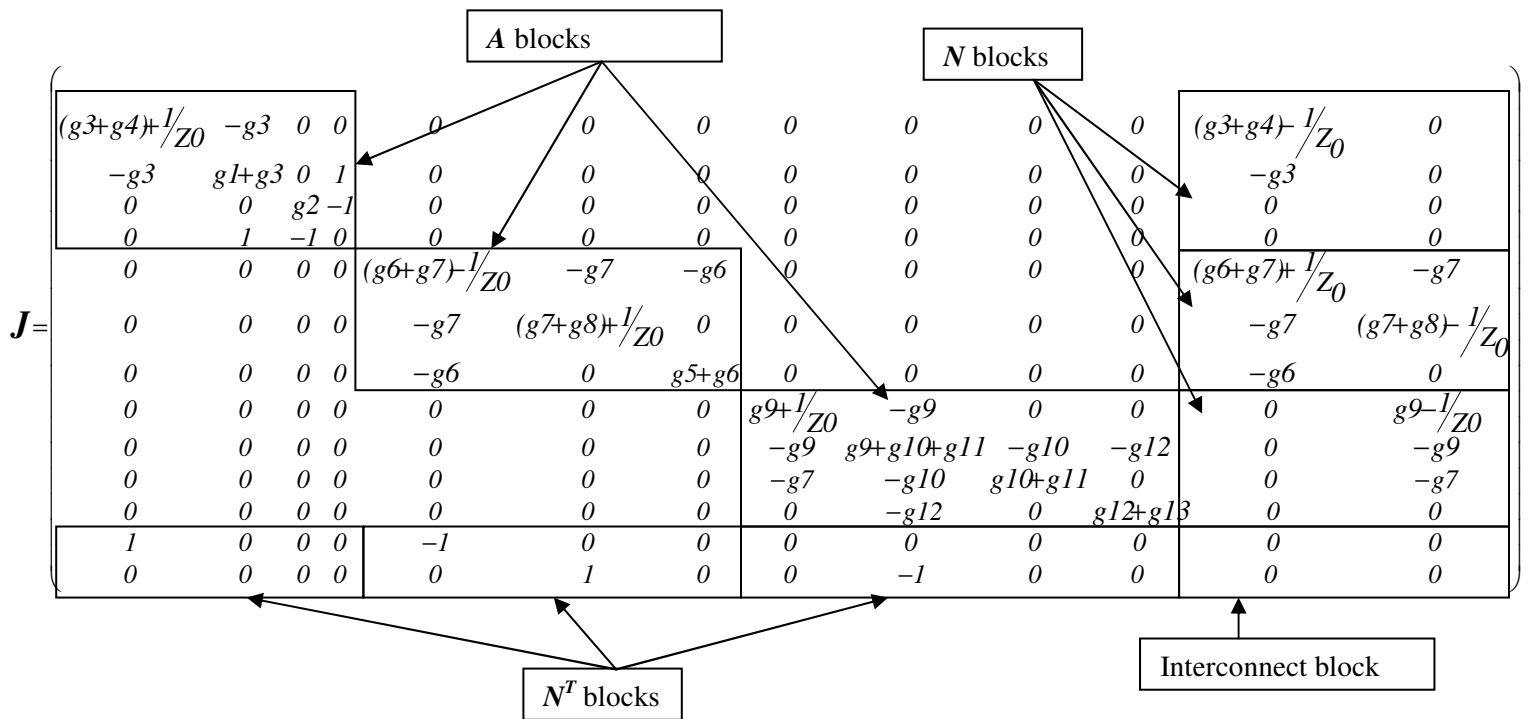 A blocks
N blocks
(g3+g4)+1/Z0 −g3 0 0 0 0 0 0 0 0 0 (g3+g4)−1/Z0 0
−g3 g1+g3 0 1 0 0 0 0 0 0 0 −g3 0
0 0 g2 −1 0 0 0 0 0 0 0 0 0
0 1 −1 0 0 0 0 0 0 0 0 0 0
0 0 0 0 (g6+g7)−1/Z0 −g7 −g6 0 0 0 0 (g6+g7)+1/Z0 −g7
J= 0 0 0 0 −g7 (g7+g8)+1/Z0 0 0 0 0 0 −g7 (g7+g8)−1/Z0
0 0 0 0 −g6 0 g5+g6 0 0 0 0 −g6 0
0 0 0 0 0 0 0 g9+1/Z0 −g9 0 0 0 g9−1/Z0
0 0 0 0 0 0 0 −g9 g9+g10+g11 −g10 −g12 0 −g9
0 0 0 0 0 0 0 −g7 −g10 g10+g11 0 0 −g7
0 0 0 0 0 0 0 0 −g12 0 g12+g13 0 0
1 0 0 0 −1 0 0 0 0 0 0 0 0
0 0 0 0 0 1 0 0 −1 0 0 0 0
Interconnect block
N^T blocks